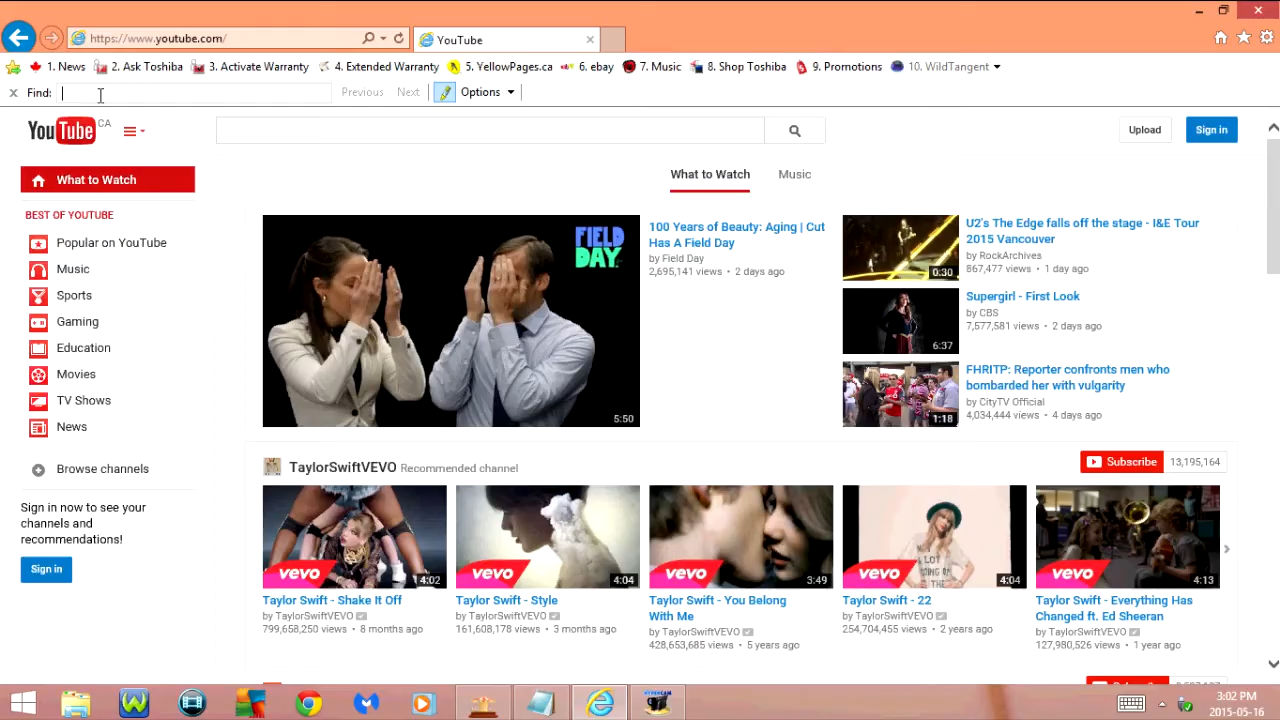 https://www.youtube.com/
YouTube
1. News
2. Ask Toshiba
3. Activate Warranty
4. Extended Warranty
5. YellowPages.ca
6. ebay
7. Music
8. Shop Toshiba
9. Promotions
10. WildTangent
Find:
Previous
Next
Options
YouTube CA
Upload
Sign in
What to Watch
Music
What to Watch
BEST OF YOUTUBE
Popular on YouTube
Music
Sports
Gaming
Education
Movies
TV Shows
News
Browse channels
Sign in now to see your
channels and
recommendations!
Sign in
FIELD
DAY
5:50
100 Years of Beauty: Aging | Cut
Has A Field Day
by Field Day
2,695,141 views • 2 days ago
0:30
U2's The Edge falls off the stage - I&E Tour
2015 Vancouver
by RockArchives
867,477 views • 1 day ago
6:37
Supergirl - First Look
by CBS
7,577,581 views • 2 days ago
1:18
FHRITP: Reporter confronts men who
bombarded her with vulgarity
by CityTV Official
4,034,444 views • 4 days ago
TaylorSwiftVEVO Recommended channel
Subscribe 13,195,164
vevo
4:02
Taylor Swift - Shake It Off
by TaylorSwiftVEVO
799,658,250 views • 8 months ago
vevo
4:04
Taylor Swift - Style
by TaylorSwiftVEVO
161,608,178 views • 3 months ago
vevo
3:49
Taylor Swift - You Belong
With Me
by TaylorSwiftVEVO
428,653,685 views • 5 years ago
vevo
4:04
Taylor Swift - 22
by TaylorSwiftVEVO
254,704,455 views • 2 years ago
vevo
4:13
Taylor Swift - Everything Has
Changed ft. Ed Sheeran
by TaylorSwiftVEVO
127,980,526 views • 1 year ago
3:02 PM
2015-05-16